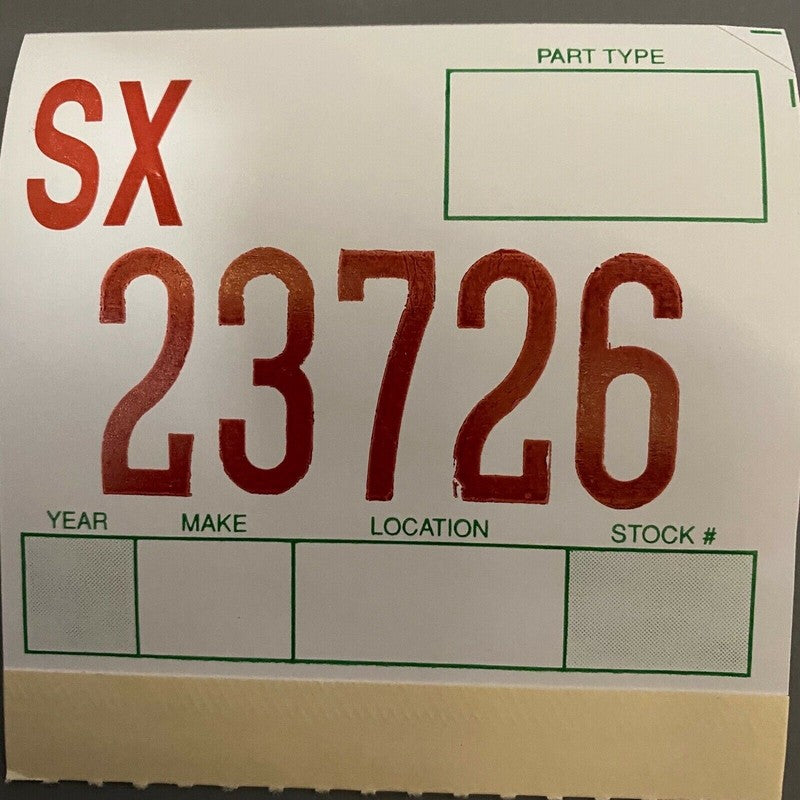 PART TYPE
SX
23726
YEAR MAKE LOCATION STOCK #